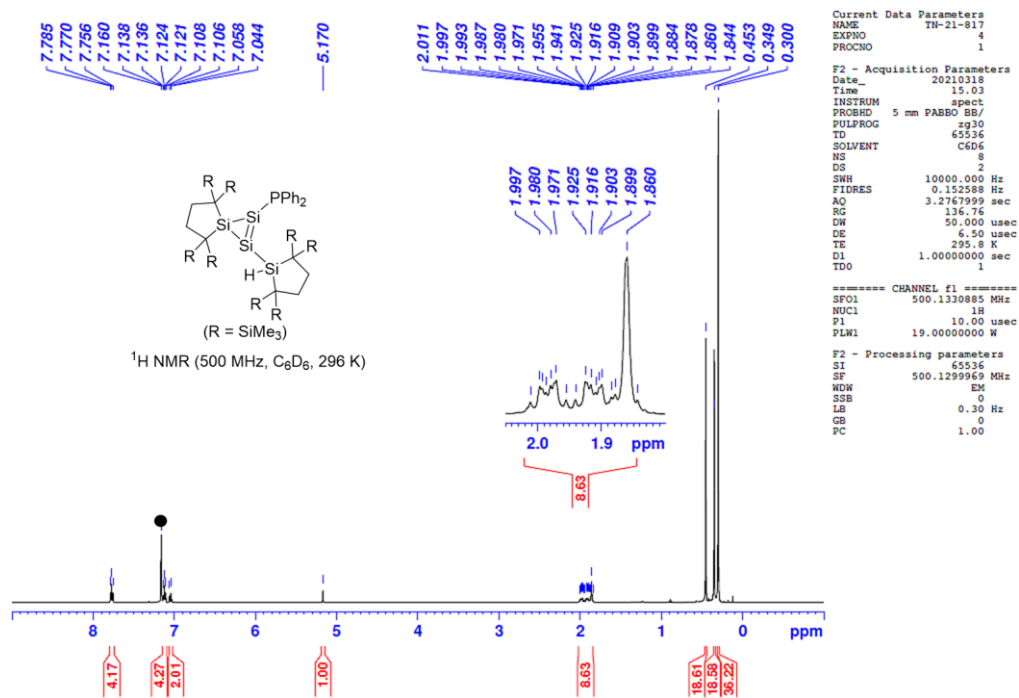 7.785
7.770
7.756
7.160
7.138
7.136
7.124
7.121
7.108
7.106
7.058
7.044
5.170
2.011
1.997
1.993
1.987
1.980
1.971
1.955
1.941
1.925
1.916
1.909
1.903
1.899
1.884
1.878
1.860
1.844
0.453
0.349
0.300
Current Data Parameters
NAME TN-21-817
EXPNO 4
PROCNO 1
F2 - Acquisition Parameters
Date_ 20210318
Time 15.03
INSTRUM spect
PROBHD 5 mm PABBO BB/
PULPROG zg30
TD 65536
SOLVENT C6D6
NS 8
DS 2
SWH 10000.000 Hz
FIDRES 0.152588 Hz
AQ 3.2767999 sec
RG 136.76
DW 50.000 usec
DE 6.50 usec
TE 295.8 K
D1 1.00000000 sec
TD0 1
======== CHANNEL f1 ========
SFO1 500.1330885 MHz
NUC1 1H
P1 10.00 usec
PLW1 19.00000000 W
F2 - Processing parameters
SI 65536
SF 500.1299969 MHz
WDW EM
SSB 0
LB 0.30 Hz
GB 0
PC 1.00
R
R
PPh₂
Si
Si
Si
R
R
R
R
H
Si
R
R
(R = SiMe₃)
¹H NMR (500 MHz, C₆D₆, 296 K)
1.997
1.980
1.971
1.925
1.916
1.903
1.899
1.860
2.0 1.9 ppm
8.63
8 7 6 5 4 3 2 1 0 ppm
4.17
4.27
2.01
1.00
8.63
18.61
18.58
36.22